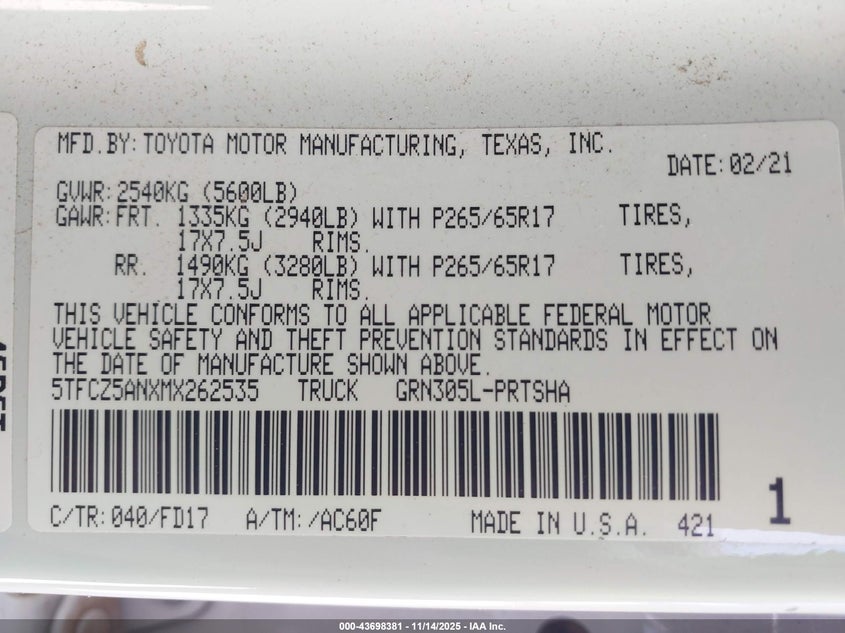 MFD.BY:TOYOTA MOTOR MANUFACTURING, TEXAS, INC.
DATE:02/21
GVWR:2540KG (5600LB)
GAWR:FRT. 1335KG (2940LB) WITH P265/65R17 TIRES,
17X7.5J RIMS.
RR. 1490KG (3280LB) WITH P265/65R17 TIRES,
17X7.5J RIMS.
THIS VEHICLE CONFORMS TO ALL APPLICABLE FEDERAL MOTOR
VEHICLE SAFETY AND THEFT PREVENTION STANDARDS IN EFFECT ON
THE DATE OF MANUFACTURE SHOWN ABOVE.
5TFCZ5ANXMX262535 TRUCK GRN305L-PRTSHA
C/TR:040/FD17 A/TM:/AC60F MADE IN U.S.A. 421 1
000-43698381 - 11/14/2025 - IAA Inc.